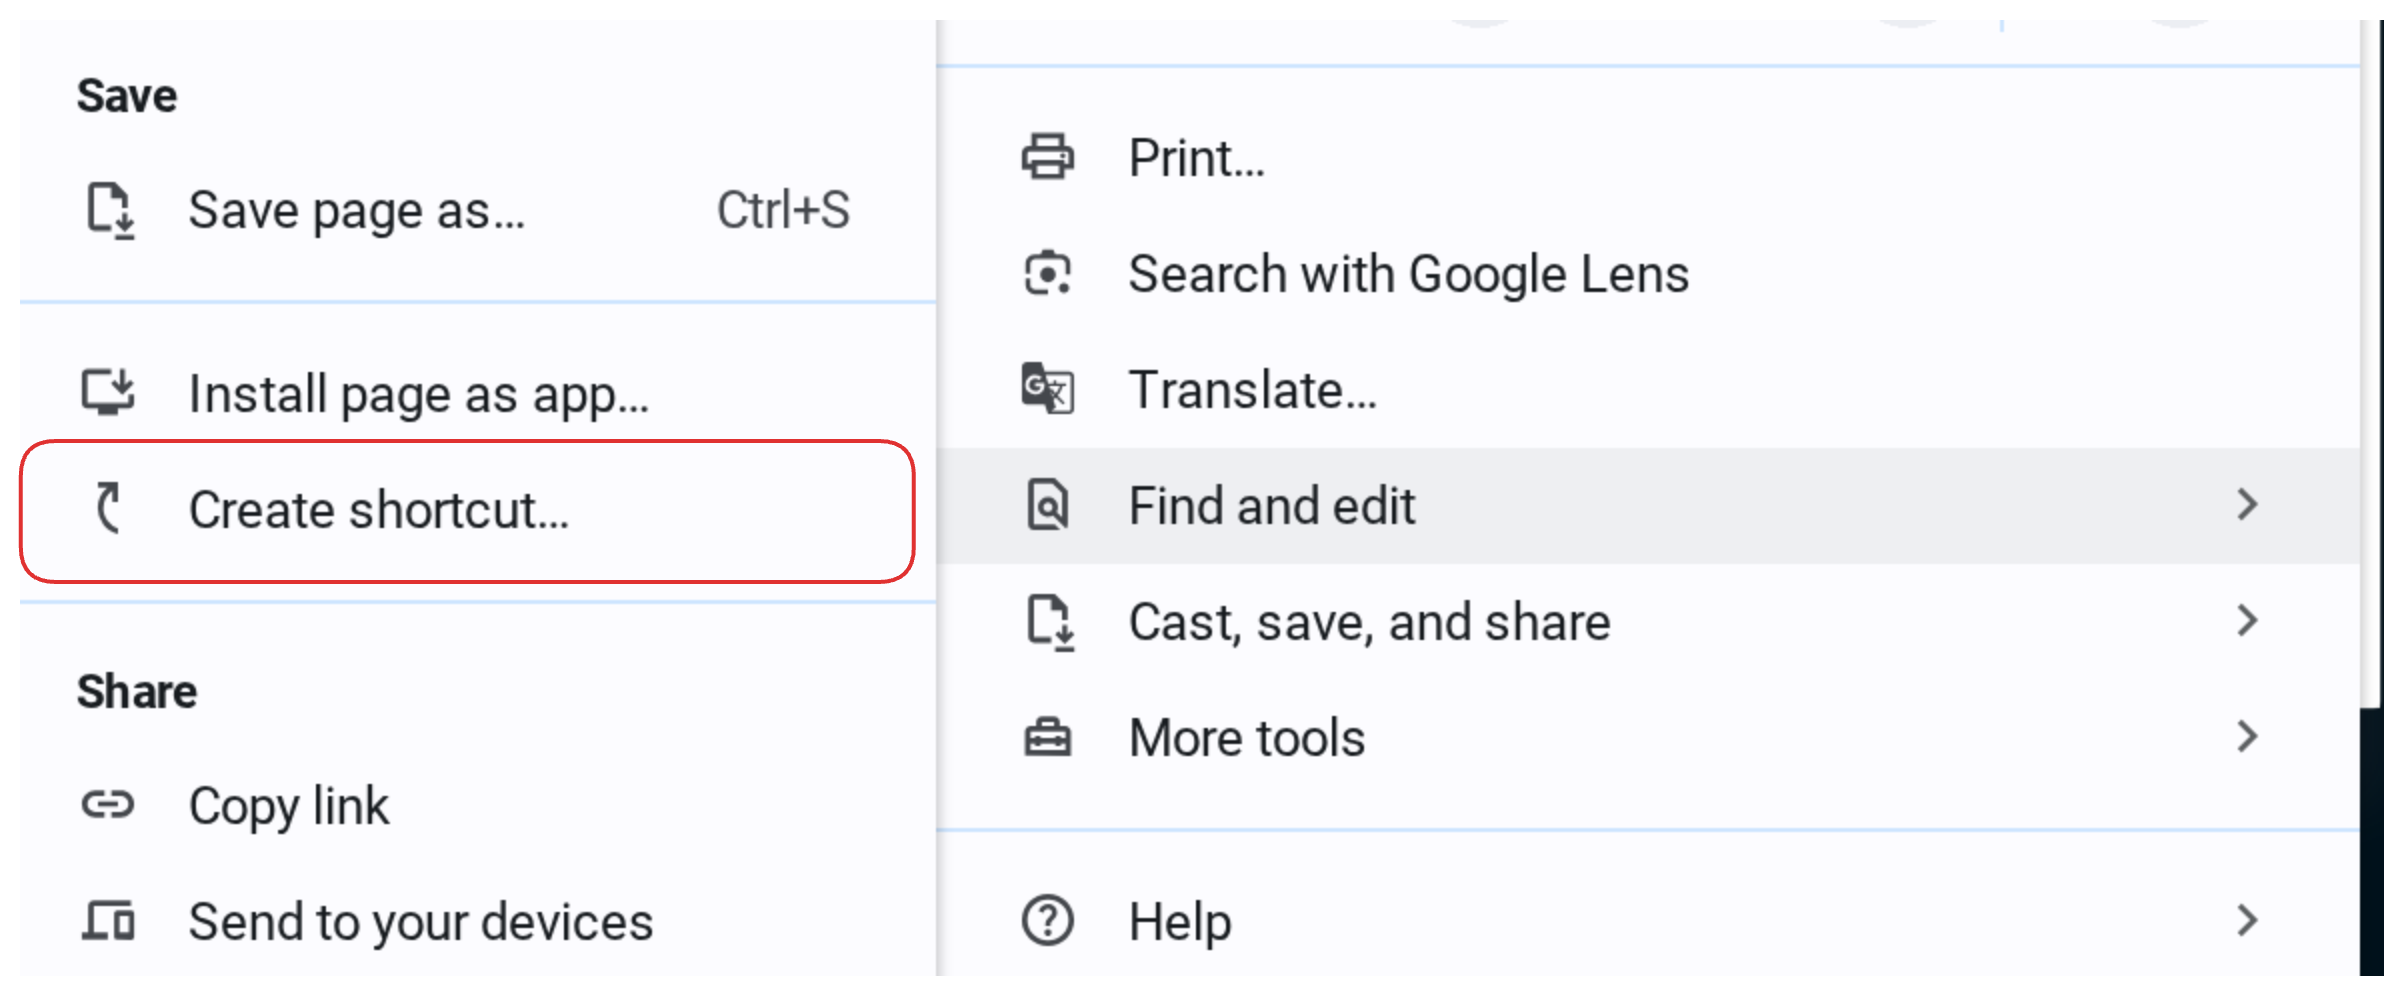 Save
Save page as...
Ctrl+S
Install page as app...
Create shortcut...
Share
Copy link
Send to your devices
Print...
Search with Google Lens
Translate...
Find and edit
Cast, save, and share
More tools
Help